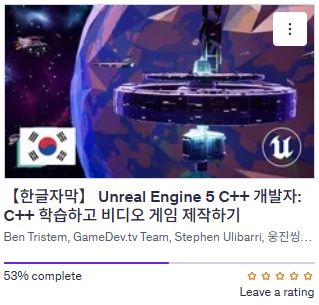 【한글자막】 Unreal Engine 5 C++ 개발자:
C++ 학습하고 비디오 게임 제작하기
Ben Tristem, GameDev.tv Team, Stephen Ulibarri, 웅진씽…
53% complete
Leave a rating